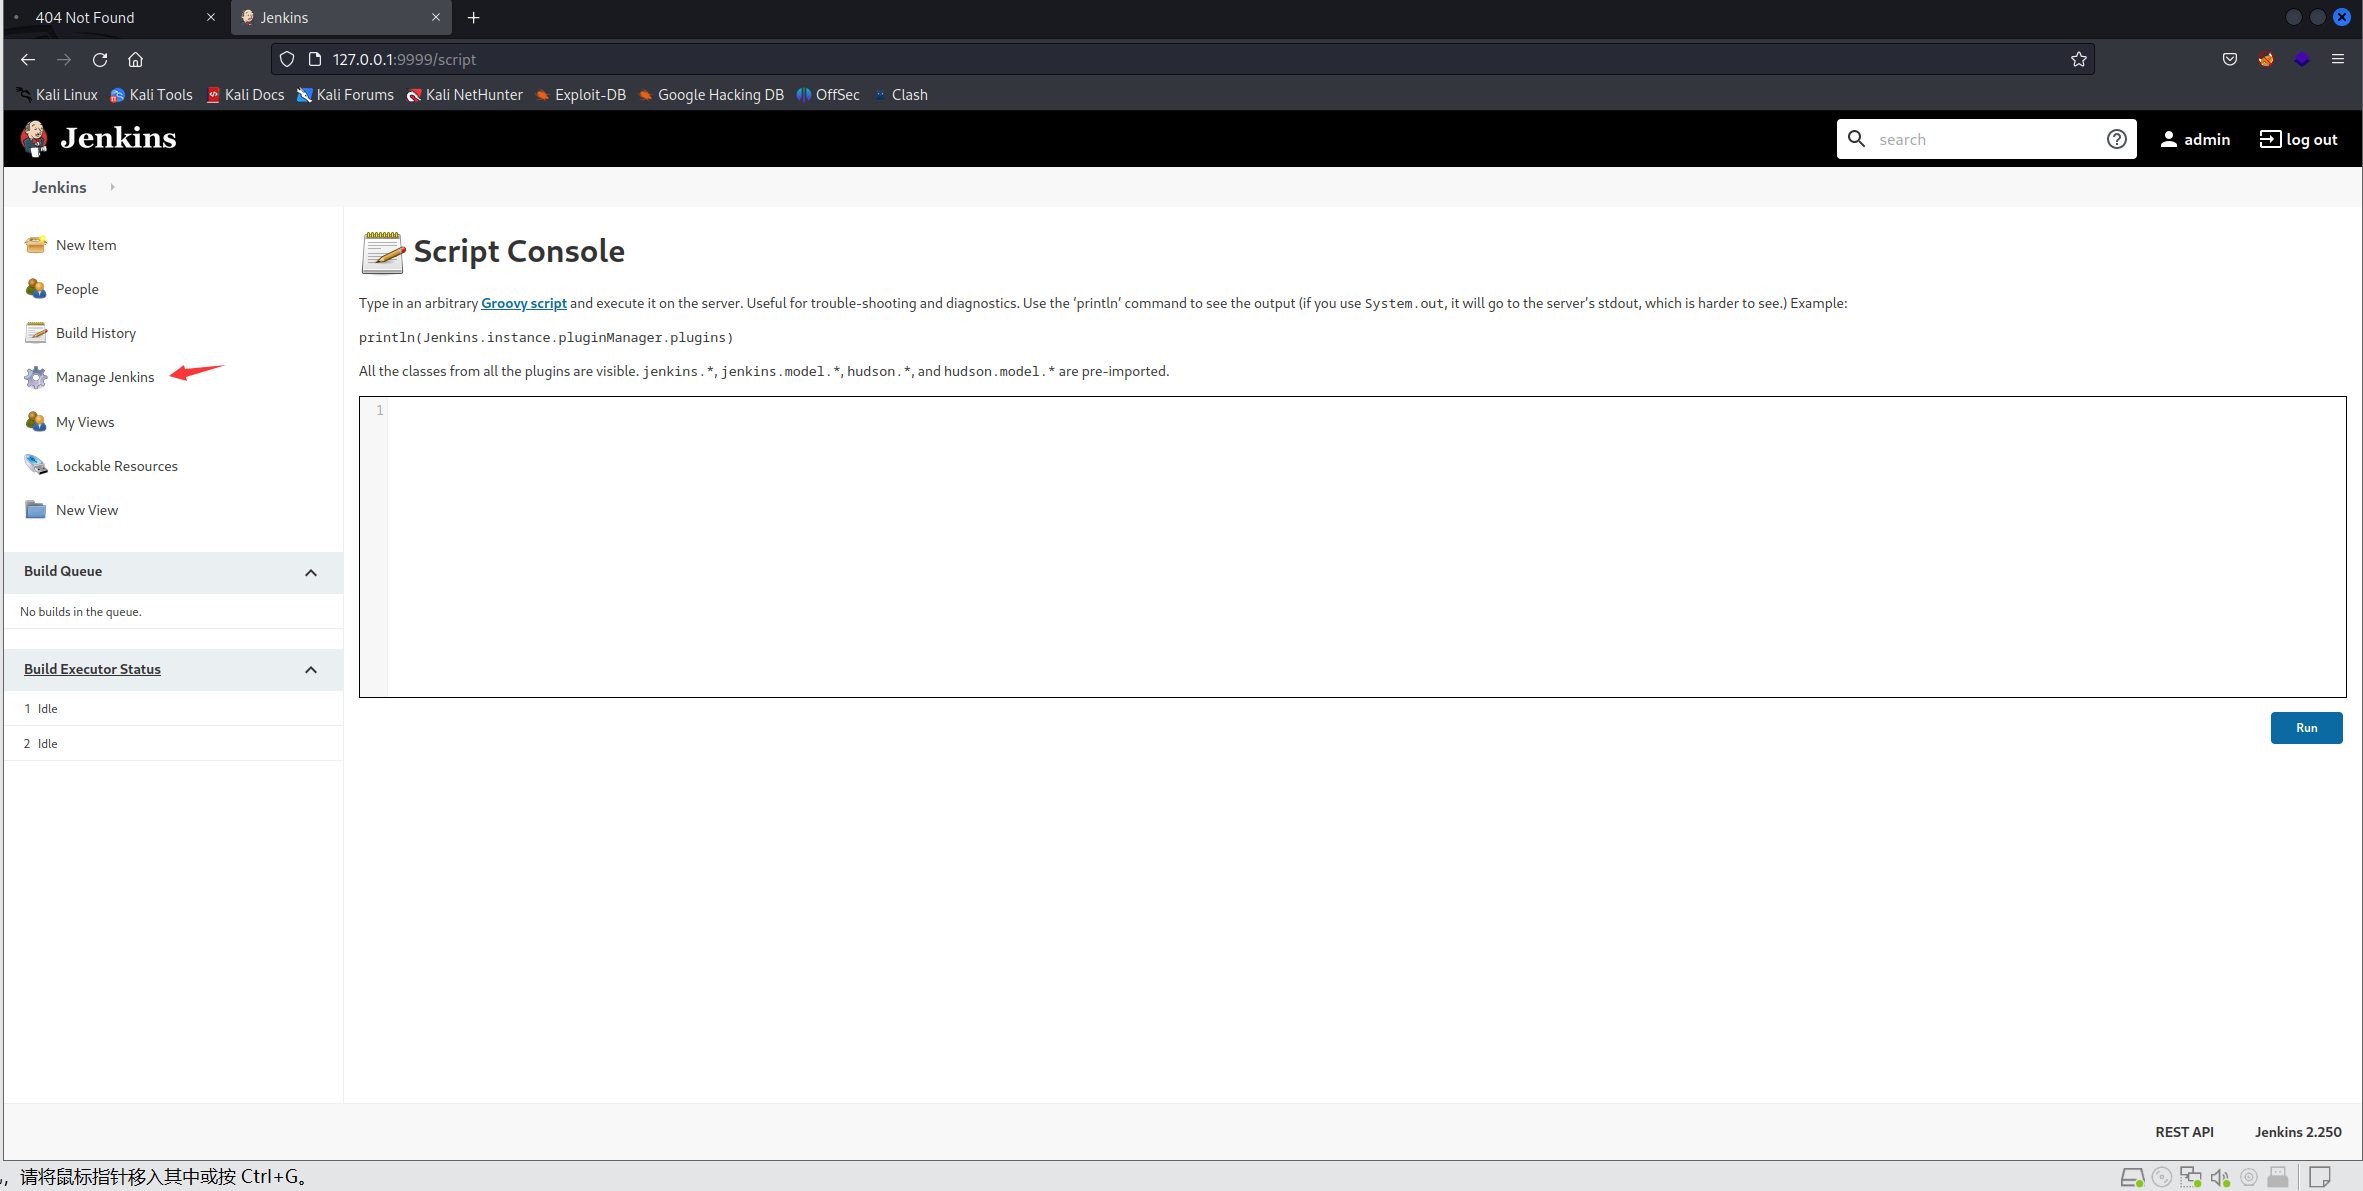 404 Not Found
Jenkins
127.0.0.1:9999/script
Kali Linux Kali Tools Kali Docs Kali Forums Kali NetHunter Exploit-DB Google Hacking DB OffSec Clash
Jenkins
search
admin
log out
Jenkins
New Item
People
Build History
Manage Jenkins
My Views
Lockable Resources
New View
Build Queue
No builds in the queue.
Build Executor Status
1 Idle
2 Idle
Script Console
Type in an arbitrary Groovy script and execute it on the server. Useful for trouble-shooting and diagnostics. Use the ‘println’ command to see the output (if you use System.out, it will go to the server’s stdout, which is harder to see.) Example:
println(Jenkins.instance.pluginManager.plugins)
All the classes from all the plugins are visible. jenkins.*, jenkins.model.*, hudson.*, and hudson.model.* are pre-imported.
1
Run
REST API
Jenkins 2.250
，请将鼠标指针移入其中或按 Ctrl+G。